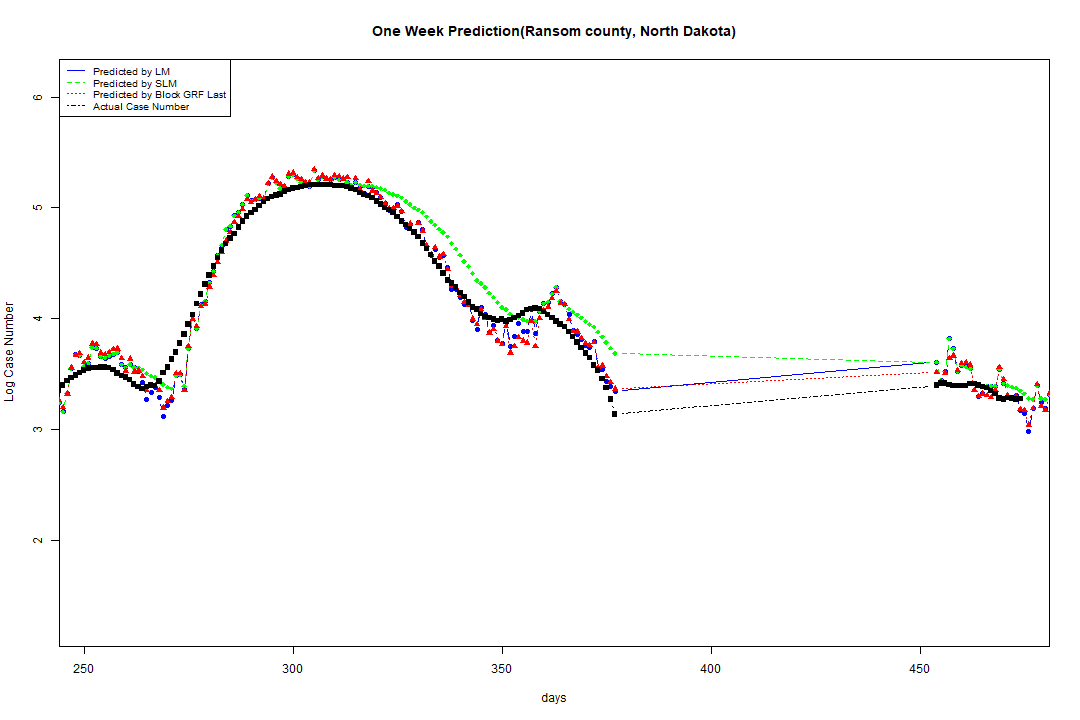 One Week Prediction(Ransom county, North Dakota)
Predicted by LM
Predicted by SLM
Predicted by Block GRF Last
Actual Case Number
Log Case Number
6
5
4
3
2
250 300 350 400 450
days